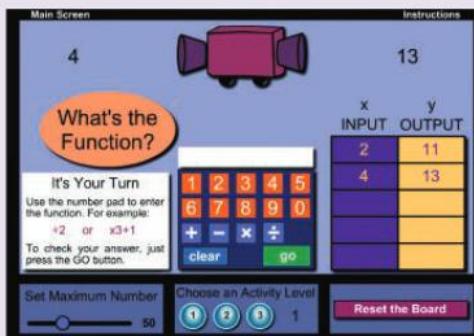 Main Screen
Instructions
4
13
What's the
Function?
x
INPUT
y
OUTPUT
2
11
4
13
It's Your Turn
Use the number pad to enter
the function. For example:
+2 or x3+1
To check your answer, just
press the GO button.
1 2 3 4 5
6 7 8 9 0
+ − × ÷
clear
go
Set Maximum Number
50
Choose an Activity Level
1 2 3 1
Reset the Board